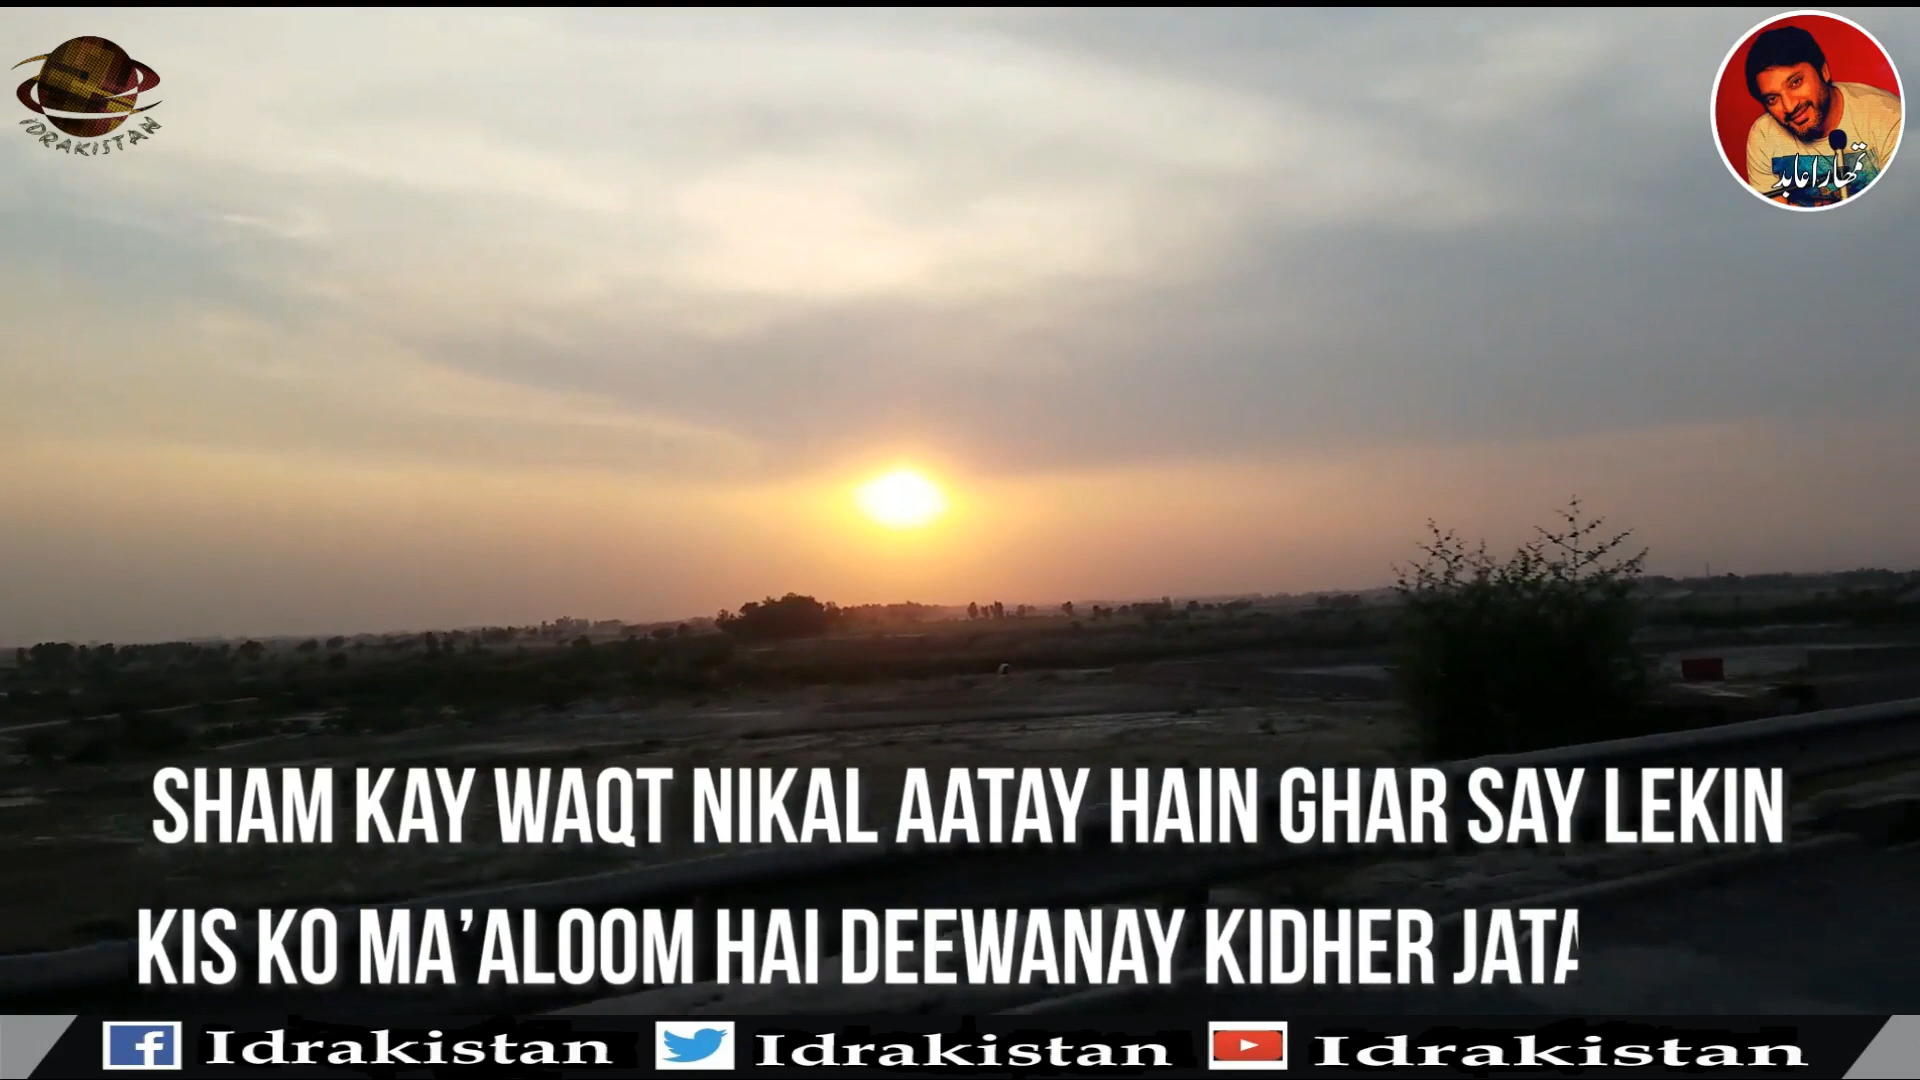 IDRAKISTAN
تمھارا عابد
SHAM KAY WAQT NIKAL AATAY HAIN GHAR SAY LEKIN
KIS KO MA’ALOOM HAI DEEWANAY KIDHER JATA
Idrakistan Idrakistan Idrakistan